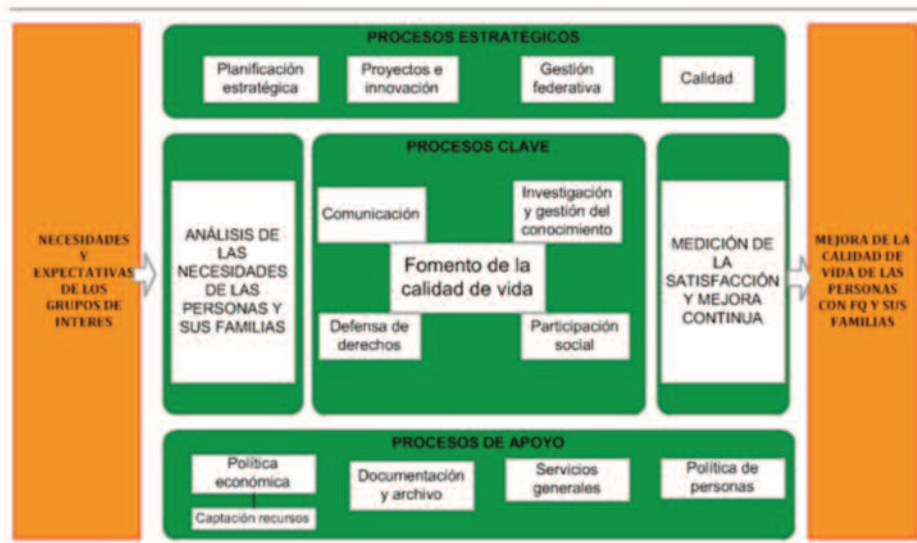 PROCESOS ESTRATÉGICOS
Planificación
estratégica
Proyectos e
innovación
Gestión
federativa
Calidad
NECESIDADES
Y
EXPECTATIVAS
DE LOS
GRUPOS DE
INTERES
ANÁLISIS DE
LAS
NECESIDADES
DE LAS
PERSONAS Y
SUS FAMILIAS
PROCESOS CLAVE
Comunicación
Investigación
y gestión del
conocimiento
Fomento de la
calidad de vida
Defensa de
derechos
Participación
social
MEDICIÓN DE
LA
SATISFACCIÓN
Y MEJORA
CONTINUA
MEJORA DE LA
CALIDAD DE
VIDA DE LAS
PERSONAS
CON FQ Y SUS
FAMILIAS
PROCESOS DE APOYO
Política
económica
Captación recursos
Documentación
y archivo
Servicios
generales
Política de
personas